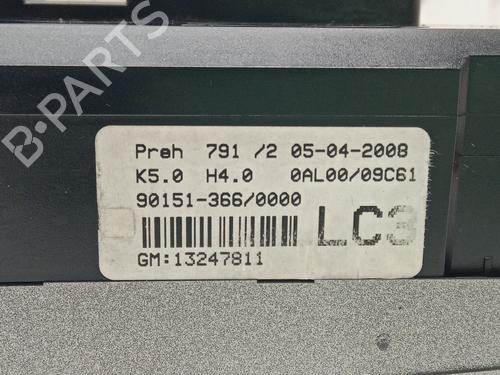 Preh 791 /2 05-04-2008
K5.0 H4.0 0AL00/09C61
90151-366/0000
LC3
GM:13247811
B-PARTS